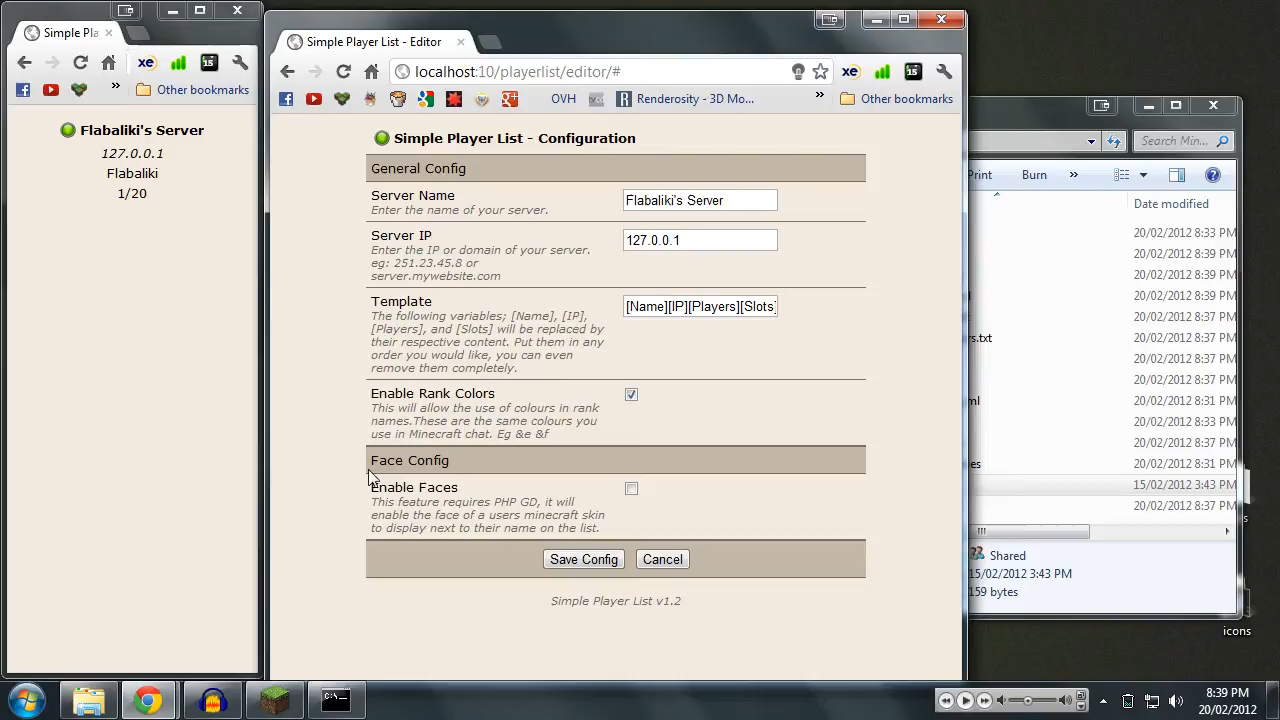 Simple Pla
Other bookmarks
Flabaliki's Server
127.0.0.1
Flabaliki
1/20
Simple Player List - Editor
localhost:10/playerlist/editor/#
OVH
Renderosity - 3D Mo...
Other bookmarks
Simple Player List - Configuration
General Config
Server Name
Enter the name of your server.
Flabaliki's Server
Server IP
Enter the IP or domain of your server.
eg: 251.23.45.8 or
server.mywebsite.com
127.0.0.1
Template
The following variables; [Name], [IP],
[Players], and [Slots] will be replaced by
their respective content. Put them in any
order you would like, you can even
remove them completely.
[Name][IP][Players][Slots]
Enable Rank Colors
This will allow the use of colours in rank
names.These are the same colours you
use in Minecraft chat. Eg &e &f
Face Config
Enable Faces
This feature requires PHP GD, it will
enable the face of a users minecraft skin
to display next to their name on the list.
Save Config
Cancel
Simple Player List v1.2
Search Min...
Print
Burn
Date modified
20/02/2012 8:33 PM
20/02/2012 8:39 PM
20/02/2012 8:39 PM
20/02/2012 8:31 PM
rs.txt 20/02/2012 8:37 PM
20/02/2012 8:37 PM
20/02/2012 8:37 PM
ml 20/02/2012 8:39 PM
20/02/2012 8:37 PM
20/02/2012 8:37 PM
es 20/02/2012 8:31 PM
15/02/2012 3:43 PM
20/02/2012 8:37 PM
Shared
15/02/2012 3:43 PM
159 bytes
icons
8:39 PM
20/02/2012